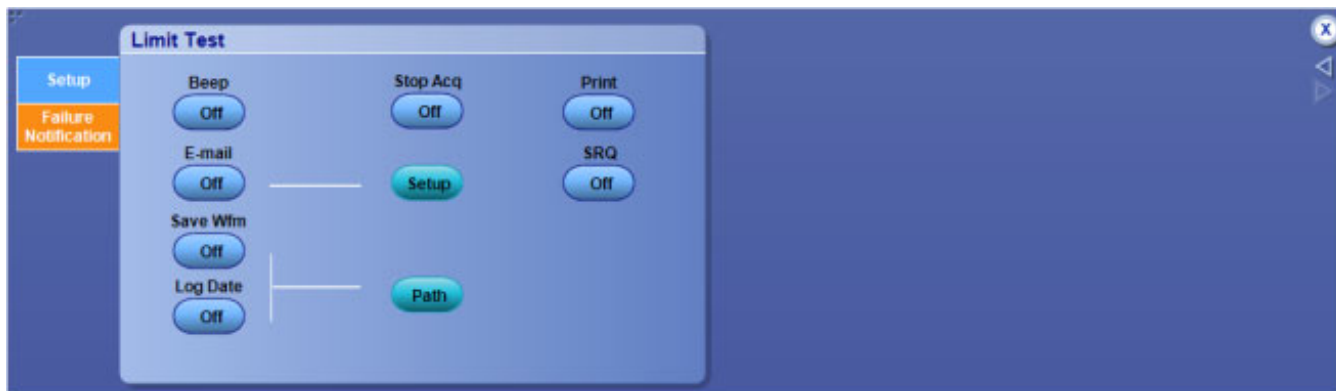 Limit Test
X
Setup
Failure
Notification
Beep
Off
Stop Acq
Off
Print
Off
E-mail
Off
Setup
SRQ
Off
Save Wfm
Off
Log Date
Off
Path